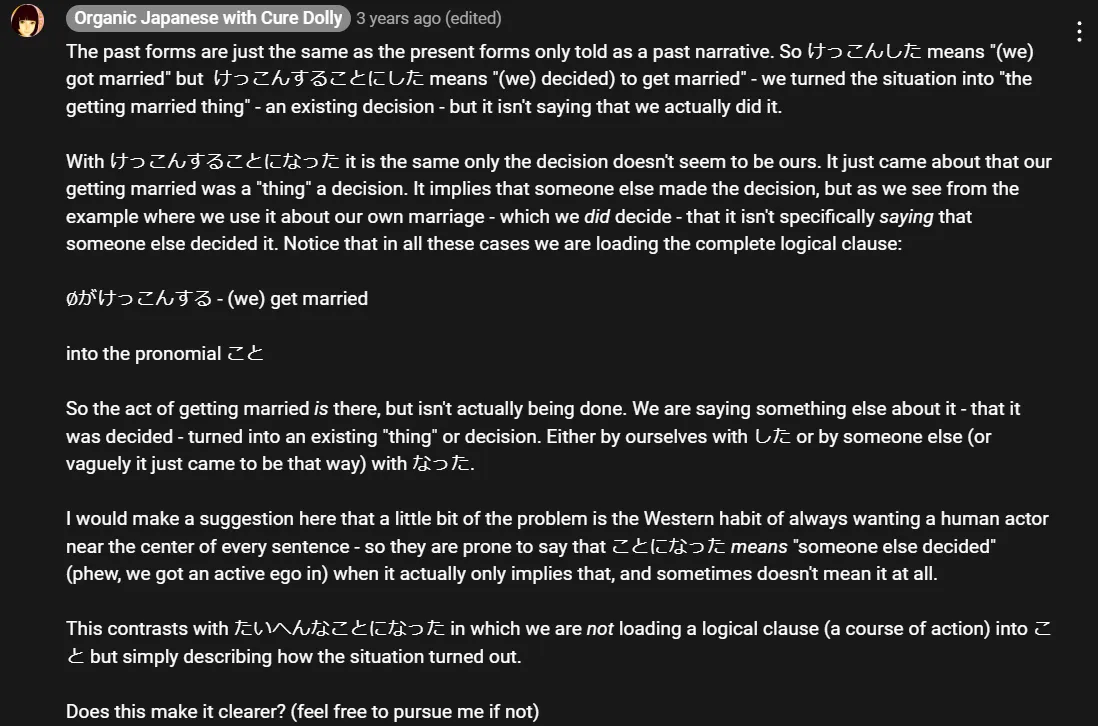 Organic Japanese with Cure Dolly 3 years ago (edited)
The past forms are just the same as the present forms only told as a past narrative. So けっこんした means "(we)
got married" but けっこんすることにした means "(we) decided) to get married" - we turned the situation into "the
getting married thing" - an existing decision - but it isn't saying that we actually did it.
With けっこんすることになった it is the same only the decision doesn't seem to be ours. It just came about that our
getting married was a "thing" a decision. It implies that someone else made the decision, but as we see from the
example where we use it about our own marriage - which we did decide - that it isn't specifically saying that
someone else decided it. Notice that in all these cases we are loading the complete logical clause:
∅がけっこんする - (we) get married
into the pronomial こと
So the act of getting married is there, but isn't actually being done. We are saying something else about it - that it
was decided - turned into an existing "thing" or decision. Either by ourselves with した or by someone else (or
vaguely it just came to be that way) with なった.
I would make a suggestion here that a little bit of the problem is the Western habit of always wanting a human actor
near the center of every sentence - so they are prone to say that ことになった means "someone else decided"
(phew, we got an active ego in) when it actually only implies that, and sometimes doesn't mean it at all.
This contrasts with たいへんなことになった in which we are not loading a logical clause (a course of action) into こ
と but simply describing how the situation turned out.
Does this make it clearer? (feel free to pursue me if not)